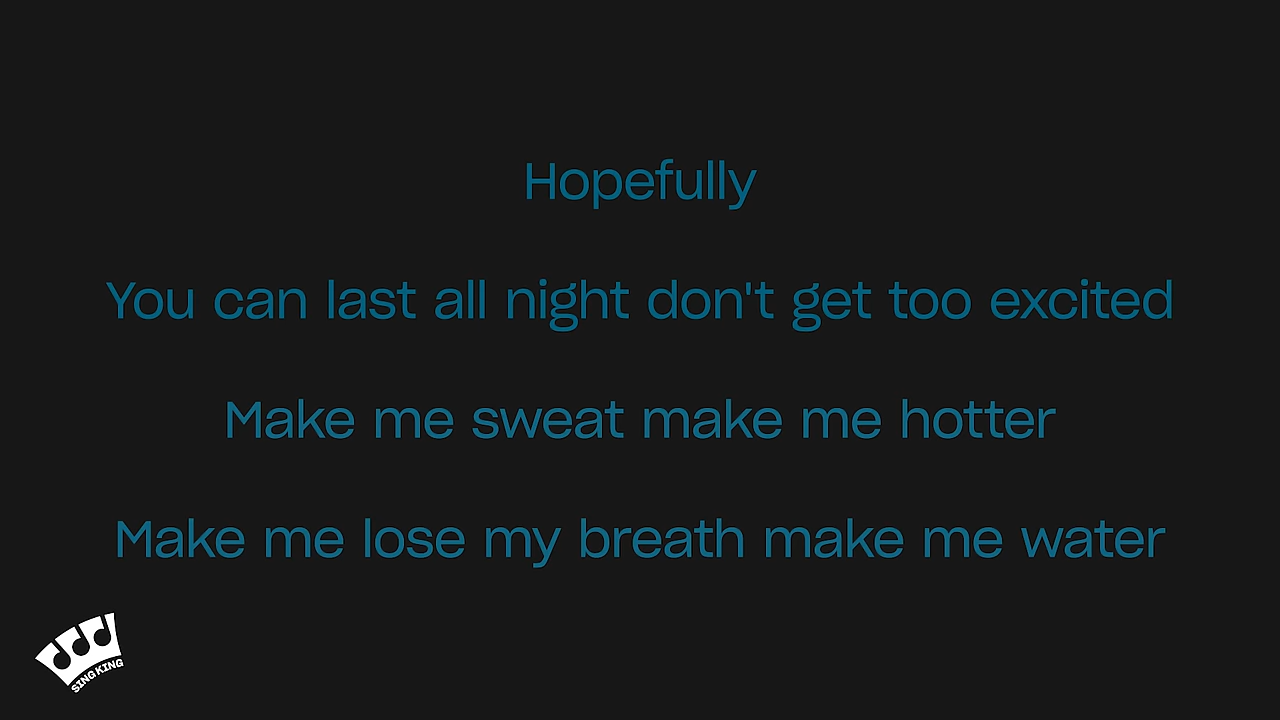 Hopefully
You can last all night don't get too excited
Make me sweat make me hotter
Make me lose my breath make me water
SING KING